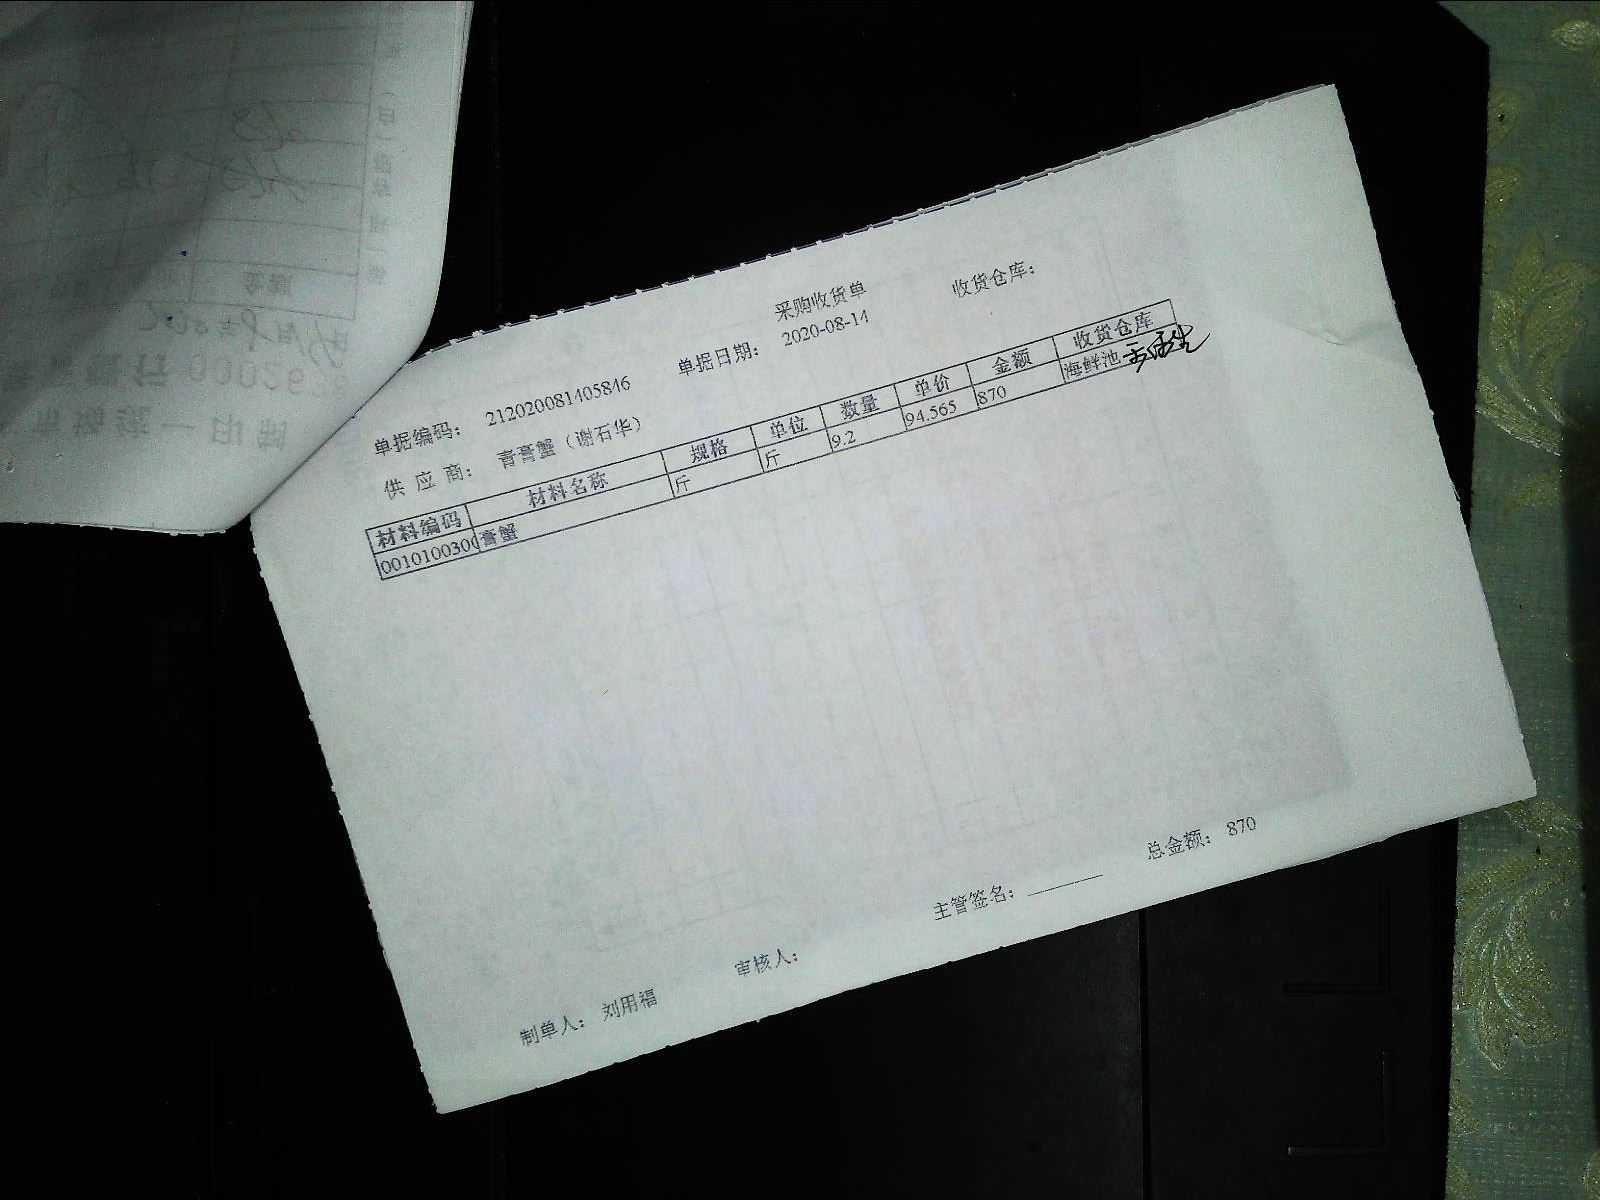 采购收货单
收货仓库：
单据编码： 212020081405846 单据日期： 2020-08-14
供 应 商： 青膏蟹（谢石华）
材料编码 材料名称 规格 单位 数量 单价 金额 收货仓库
0010100300 膏蟹 斤 斤 9.2 94.565 870 海鲜池
制单人： 刘用福 审核人： 主管签名： 总金额： 870